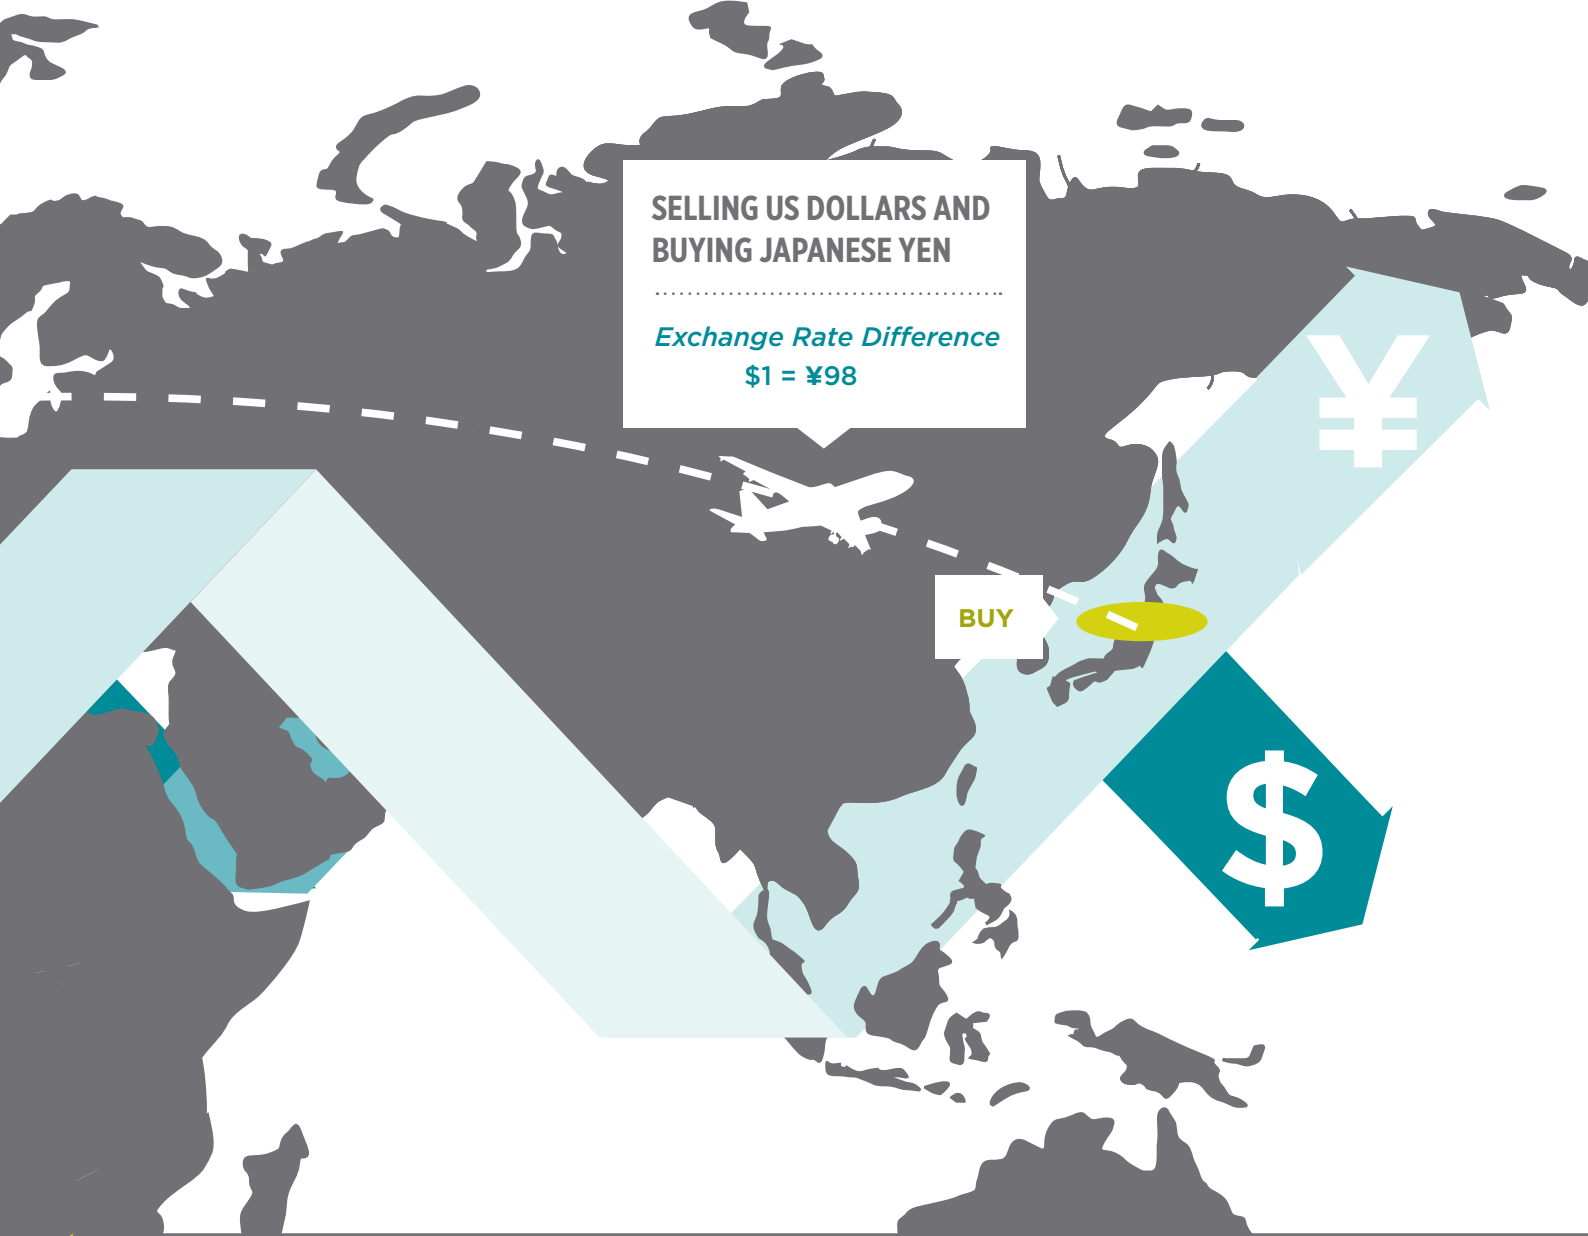 SELLING US DOLLARS AND
BUYING JAPANESE YEN
Exchange Rate Difference
$1 = ¥98
¥
BUY
$